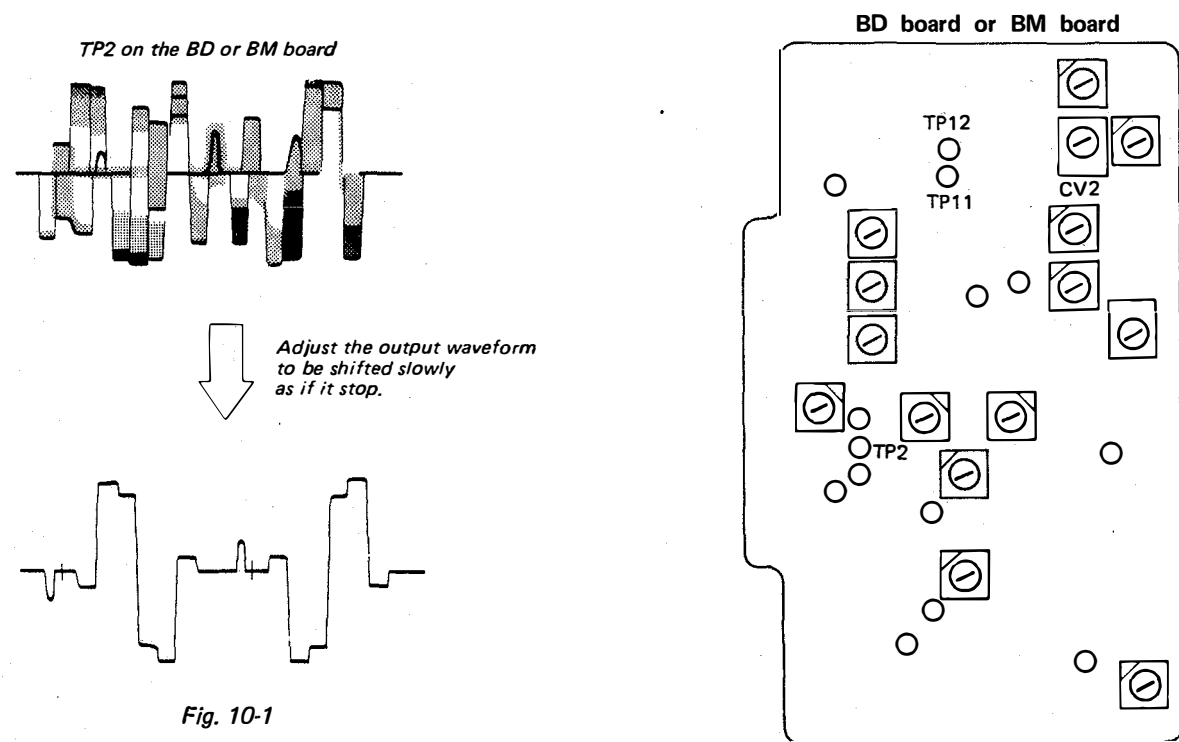 TP2 on the BD or BM board
Adjust the output waveform
to be shifted slowly
as if it stop.
Fig. 10-1
BD board or BM board
TP12
TP11
CV2
TP2